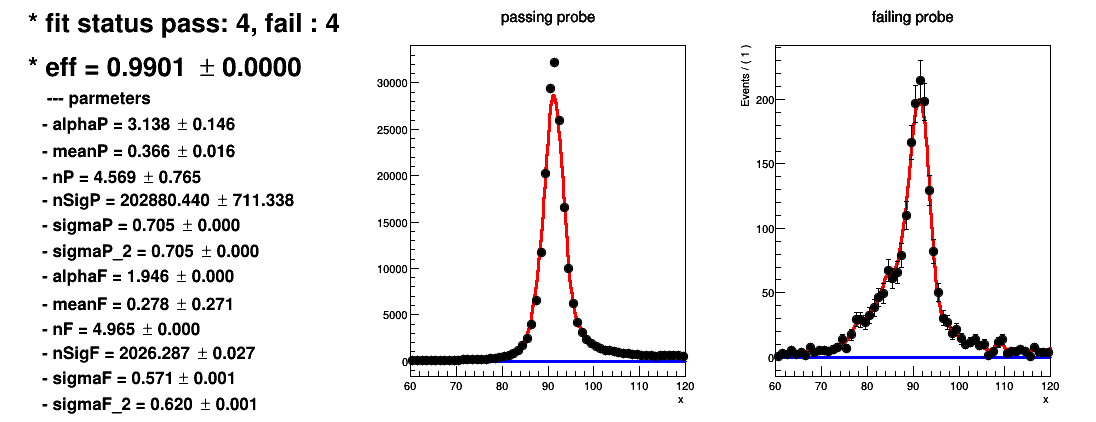 * fit status pass: 4, fail : 4
* eff = 0.9901 ± 0.0000
--- parmeters
- alphaP = 3.138 ± 0.146
- meanP = 0.366 ± 0.016
- nP = 4.569 ± 0.765
- nSigP = 202880.440 ± 711.338
- sigmaP = 0.705 ± 0.000
- sigmaP_2 = 0.705 ± 0.000
- alphaF = 1.946 ± 0.000
- meanF = 0.278 ± 0.271
- nF = 4.965 ± 0.000
- nSigF = 2026.287 ± 0.027
- sigmaF = 0.571 ± 0.001
- sigmaF_2 = 0.620 ± 0.001
passing probe
30000
25000
20000
15000
10000
5000
0
60 70 80 90 100 110 120
x
failing probe
Events / ( 1 )
200
150
100
50
0
60 70 80 90 100 110 120
x